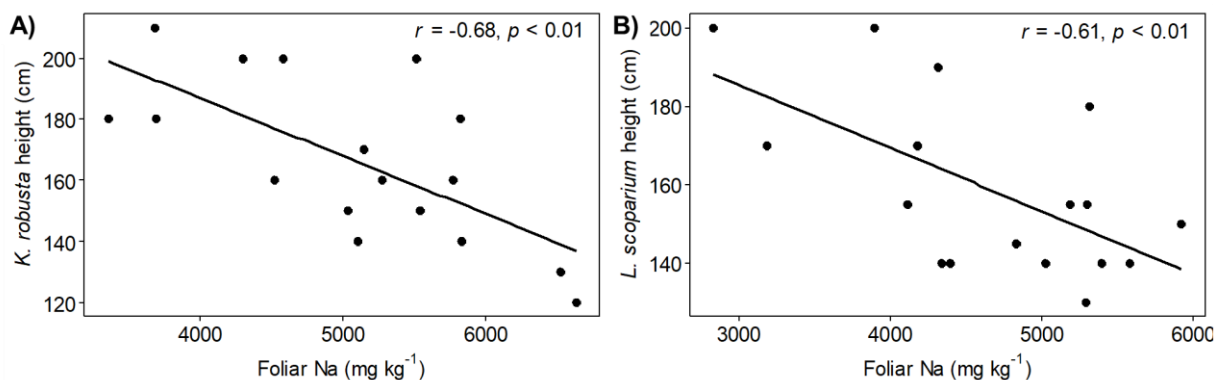 A)
r = -0.68, p < 0.01
K. robusta height (cm)
200
180
160
140
120
4000 5000 6000
Foliar Na (mg kg⁻¹)
B)
r = -0.61, p < 0.01
L. scoparium height (cm)
200
180
160
140
3000 4000 5000 6000
Foliar Na (mg kg⁻¹)